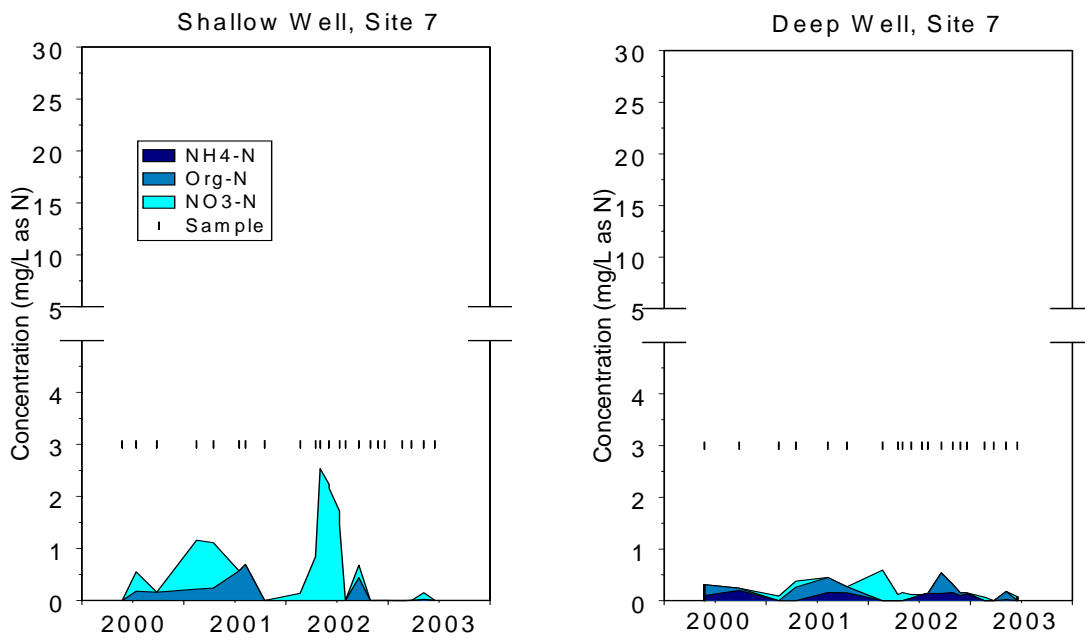 Shallow Well, Site 7
Concentration (mg/L as N)
30
25
20
15
10
5
4
3
2
1
0
NH4-N
Org-N
NO3-N
Sample
2000 2001 2002 2003
Deep Well, Site 7
Concentration (mg/L as N)
30
25
20
15
10
5
4
3
2
1
0
2000 2001 2002 2003